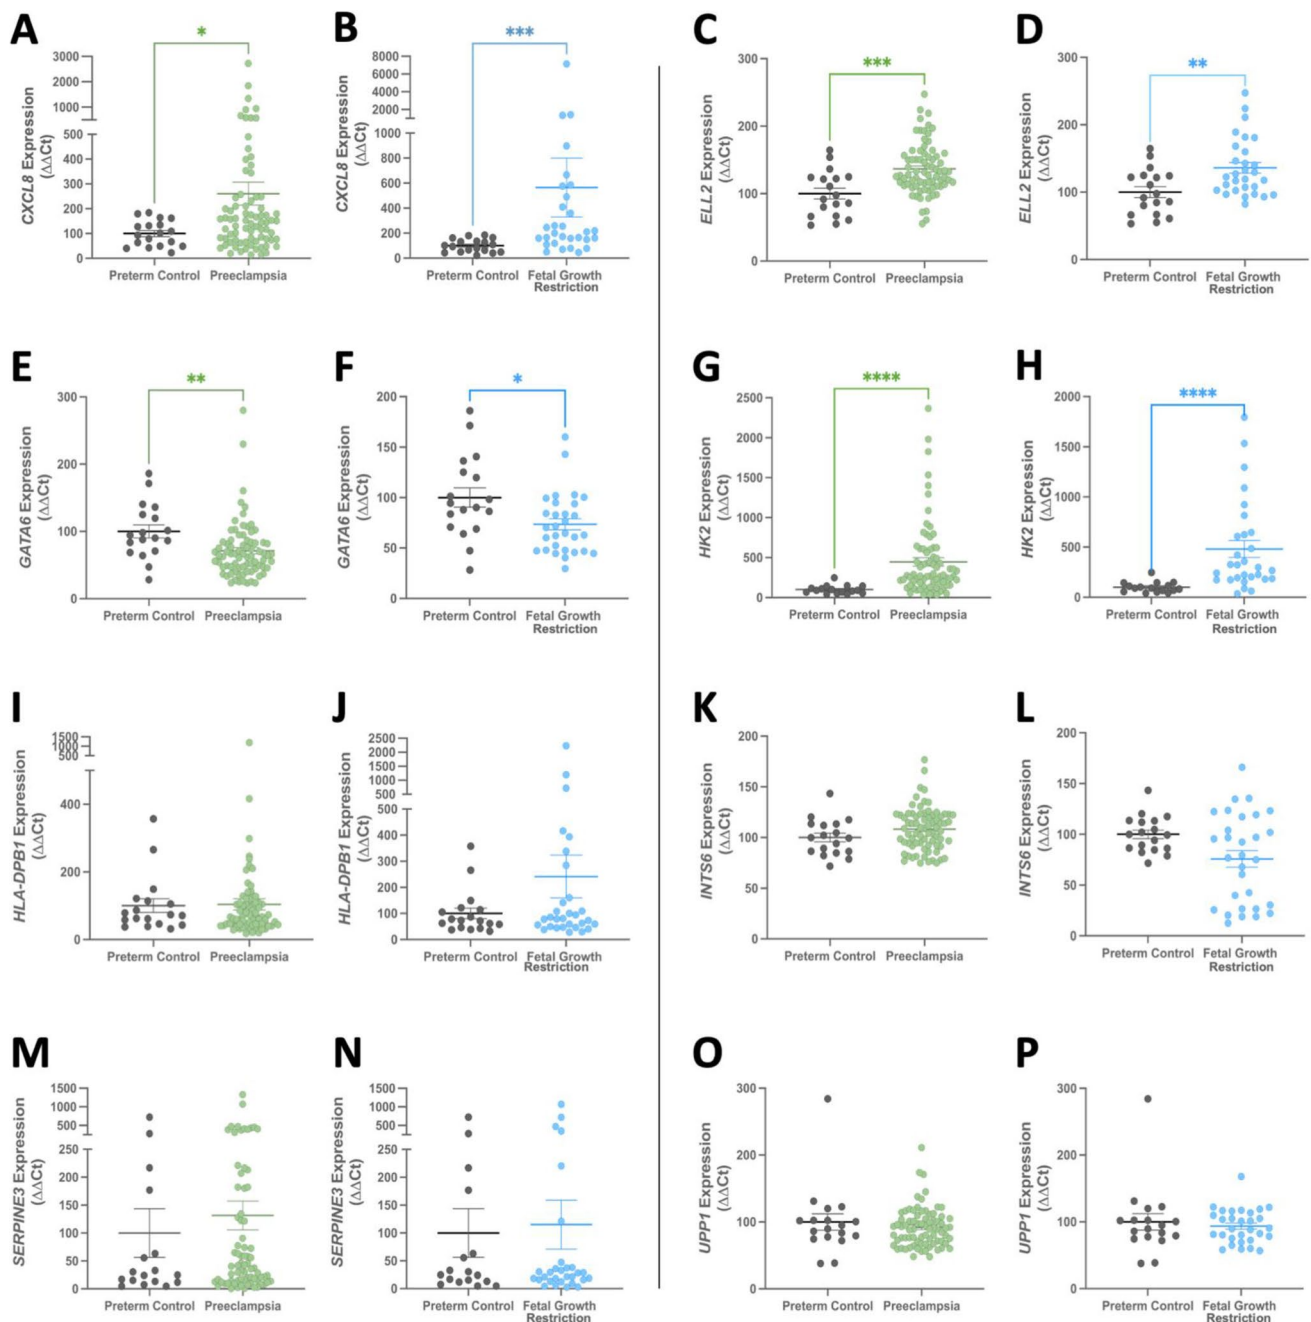 A
*
CXCL8 Expression
(ΔΔCt)
3000
2000
1000
500
400
300
200
100
0
Preterm Control
Preeclampsia
B
***
CXCL8 Expression
(ΔΔCt)
8000
6000
4000
2000
1000
800
600
400
200
0
Preterm Control
Fetal Growth
Restriction
C
***
ELL2 Expression
(ΔΔCt)
300
200
100
0
Preterm Control
Preeclampsia
D
**
ELL2 Expression
(ΔΔCt)
300
200
100
0
Preterm Control
Fetal Growth
Restriction
E
**
GATA6 Expression
(ΔΔCt)
300
200
100
0
Preterm Control
Preeclampsia
F
*
GATA6 Expression
(ΔΔCt)
200
150
100
50
0
Preterm Control
Fetal Growth
Restriction
G
****
HK2 Expression
(ΔΔCt)
2500
2000
1500
1000
500
0
Preterm Control
Preeclampsia
H
****
HK2 Expression
(ΔΔCt)
2000
1500
1000
500
0
Preterm Control
Fetal Growth
Restriction
I
HLA-DPB1 Expression
(ΔΔCt)
1500
1000
500
400
200
0
Preterm Control
Preeclampsia
J
HLA-DPB1 Expression
(ΔΔCt)
2500
2000
1500
1000
500
500
400
300
200
100
0
Preterm Control
Fetal Growth
Restriction
K
INTS6 Expression
(ΔΔCt)
200
150
100
50
0
Preterm Control
Preeclampsia
L
INTS6 Expression
(ΔΔCt)
200
150
100
50
0
Preterm Control
Fetal Growth
Restriction
M
SERPINE3 Expression
(ΔΔCt)
1500
1000
500
250
200
150
100
50
0
Preterm Control
Preeclampsia
N
SERPINE3 Expression
(ΔΔCt)
1500
1000
500
250
200
150
100
50
0
Preterm Control
Fetal Growth
Restriction
O
UPP1 Expression
(ΔΔCt)
300
200
100
0
Preterm Control
Preeclampsia
P
UPP1 Expression
(ΔΔCt)
300
200
100
0
Preterm Control
Fetal Growth
Restriction